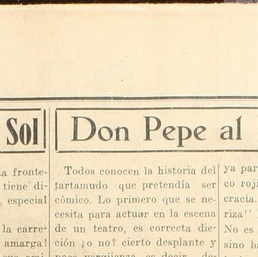 Sol
Don Pepe al
a fronte-
tiene di-
especial
la carre-
amarga!
Todos conocen la historia del
tartamudo que pretendía ser
cómico. Lo primero que se ne-
cesita para actuar en la escena
de un teatro, es correcta dic-
ción ¿o no? cierto desplante y
ya par
co roji
cracia.
riza"
No es
sino ba